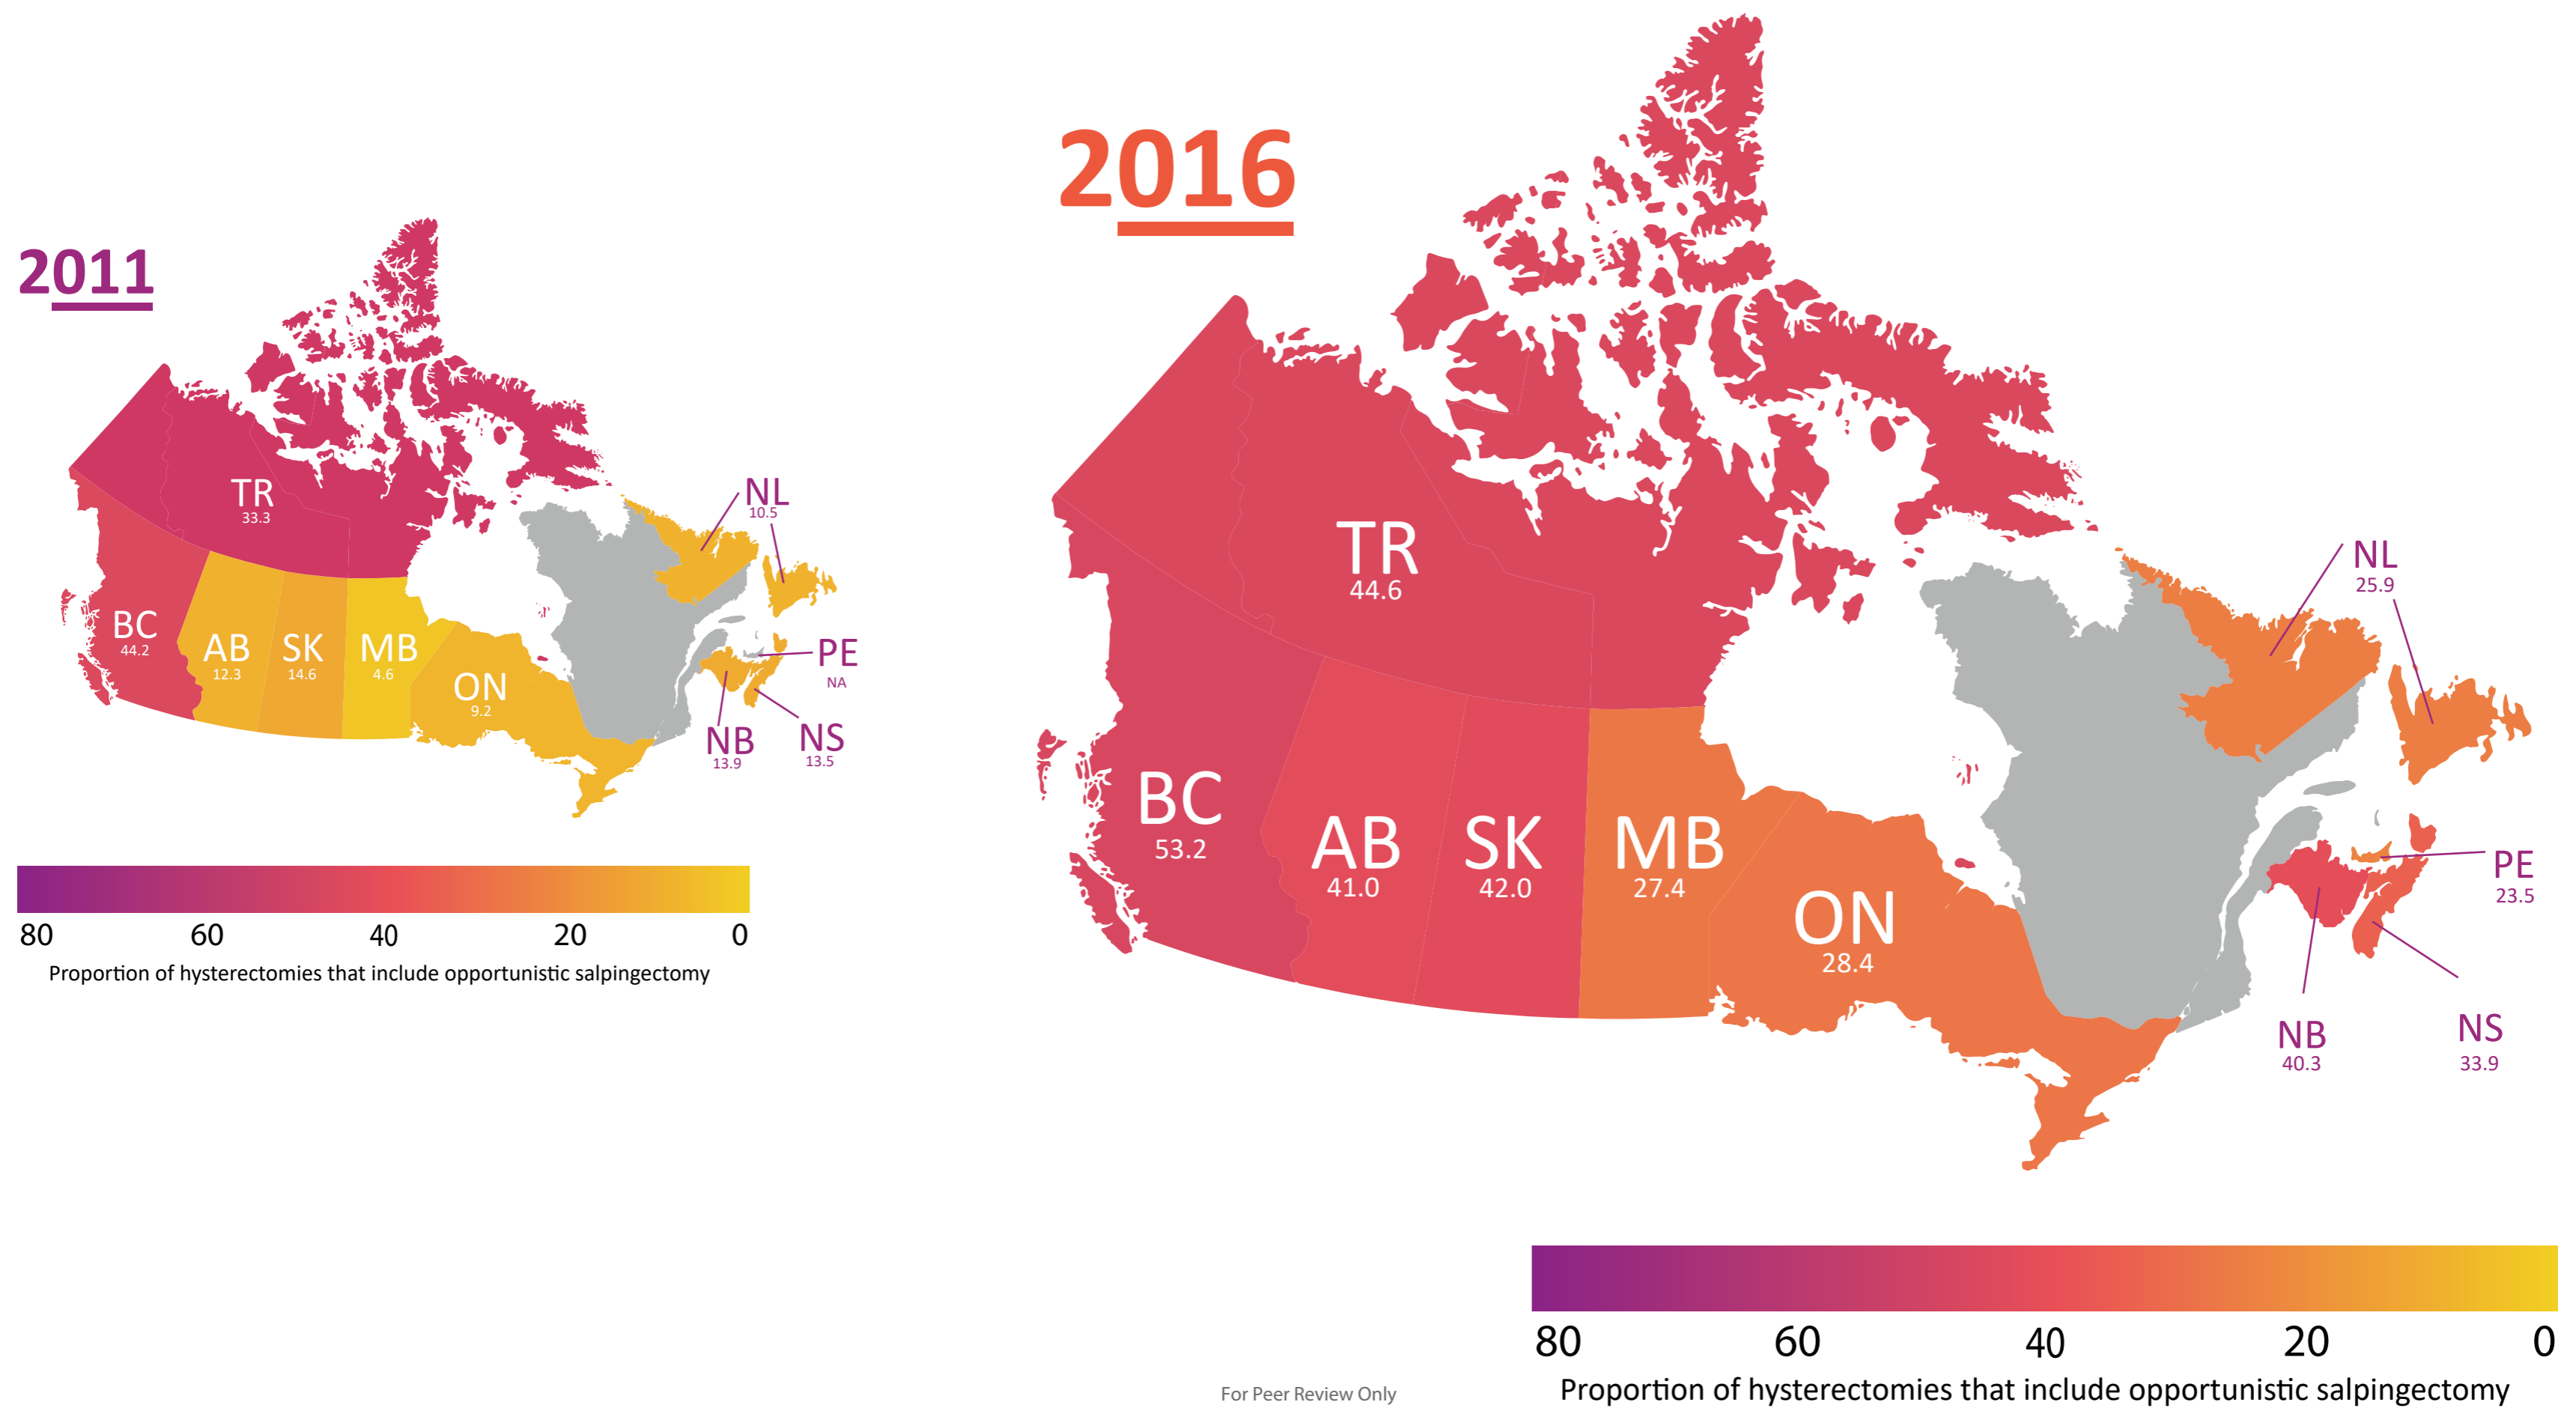 2011
TR
33.3
NL
10.5
BC
44.2
AB
12.3
SK
14.6
MB
4.6
ON
9.2
PE
NA
NB
13.9
NS
13.5
80 60 40 20 0
Proportion of hysterectomies that include opportunistic salpingectomy
2016
TR
44.6
NL
25.9
BC
53.2
AB
41.0
SK
42.0
MB
27.4
ON
28.4
PE
23.5
NB
40.3
NS
33.9
80 60 40 20 0
Proportion of hysterectomies that include opportunistic salpingectomy
For Peer Review Only